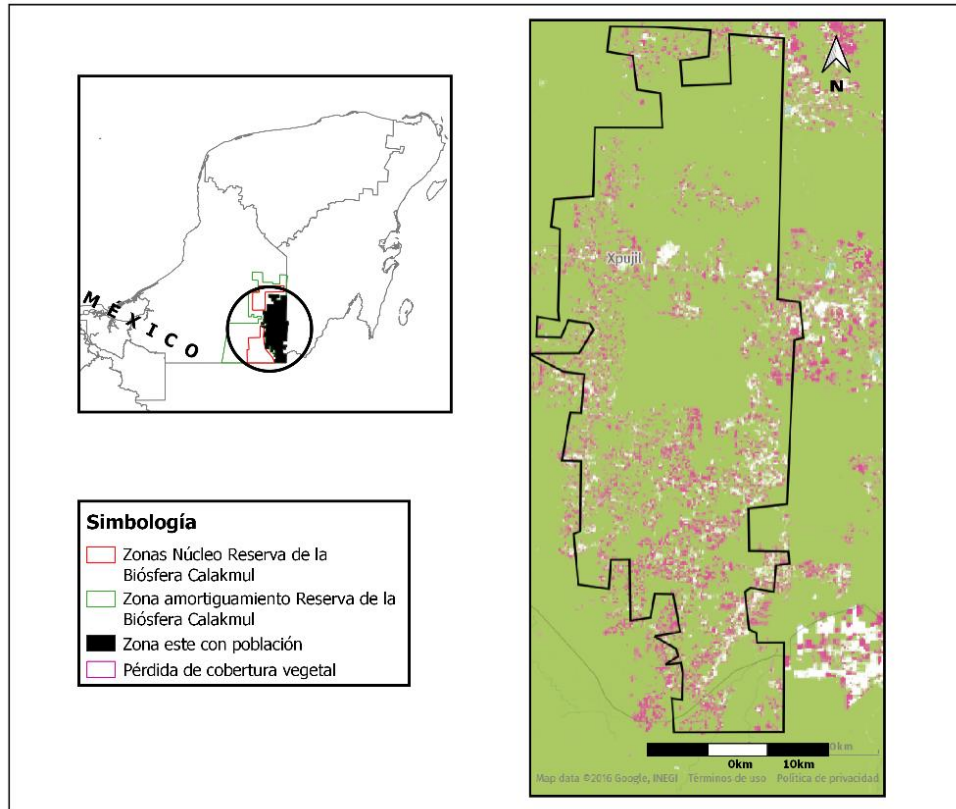 MÉXICO
Simbología
Zonas Núcleo Reserva de la
Biósfera Calakmul
Zona amortiguamiento Reserva de la
Biósfera Calakmul
Zona este con población
Pérdida de cobertura vegetal
N
Xpujil
0km
10km
Map data ©2016 Google, INEGI Términos de uso Política de privacidad